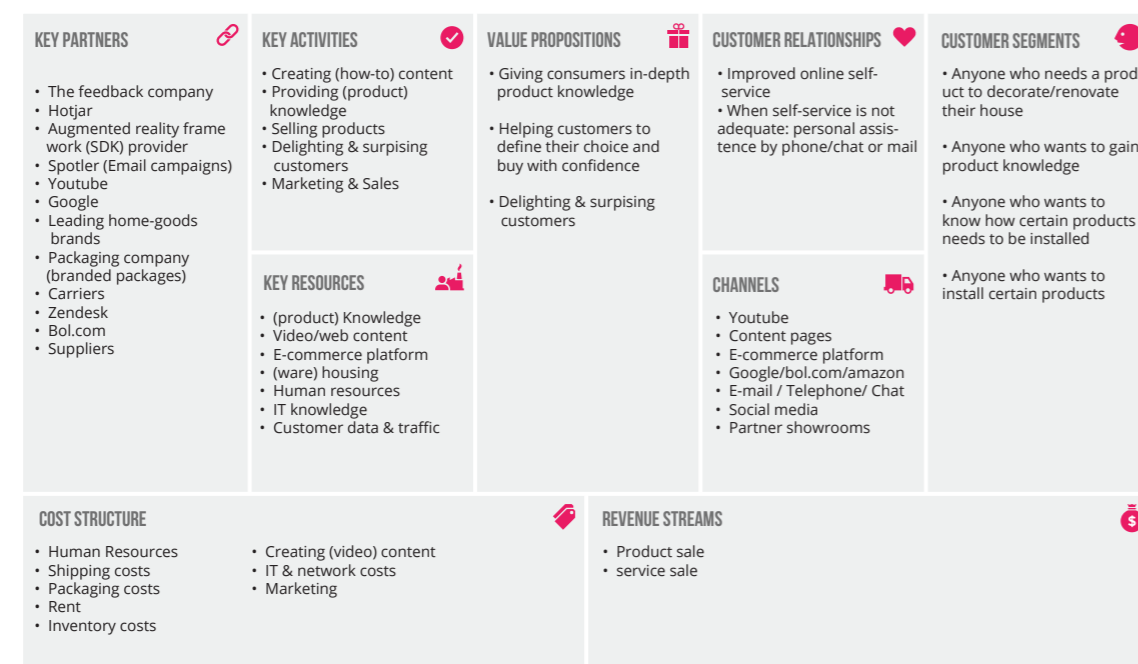 KEY PARTNERS
• The feedback company
• Hotjar
• Augmented reality frame
work (SDK) provider
• Spotler (Email campaigns)
• Youtube
• Google
• Leading home-goods
brands
• Packaging company
(branded packages)
• Carriers
• Zendesk
• Bol.com
• Suppliers
KEY ACTIVITIES
• Creating (how-to) content
• Providing (product)
knowledge
• Selling products
• Delighting & surpising
customers
• Marketing & Sales
KEY RESOURCES
• (product) Knowledge
• Video/web content
• E-commerce platform
• (ware) housing
• Human resources
• IT knowledge
• Customer data & traffic
VALUE PROPOSITIONS
• Giving consumers in-depth
product knowledge
• Helping customers to
define their choice and
buy with confidence
• Delighting & surpising
customers
CUSTOMER RELATIONSHIPS
• Improved online self-
service
• When self-service is not
adequate: personal assis-
tence by phone/chat or mail
CHANNELS
• Youtube
• Content pages
• E-commerce platform
• Google/bol.com/amazon
• E-mail / Telephone/ Chat
• Social media
• Partner showrooms
CUSTOMER SEGMENTS
• Anyone who needs a prod
uct to decorate/renovate
their house
• Anyone who wants to gain
product knowledge
• Anyone who wants to
know how certain products
needs to be installed
• Anyone who wants to
install certain products
COST STRUCTURE
• Human Resources
• Shipping costs
• Packaging costs
• Rent
• Inventory costs
• Creating (video) content
• IT & network costs
• Marketing
REVENUE STREAMS
$
• Product sale
• service sale